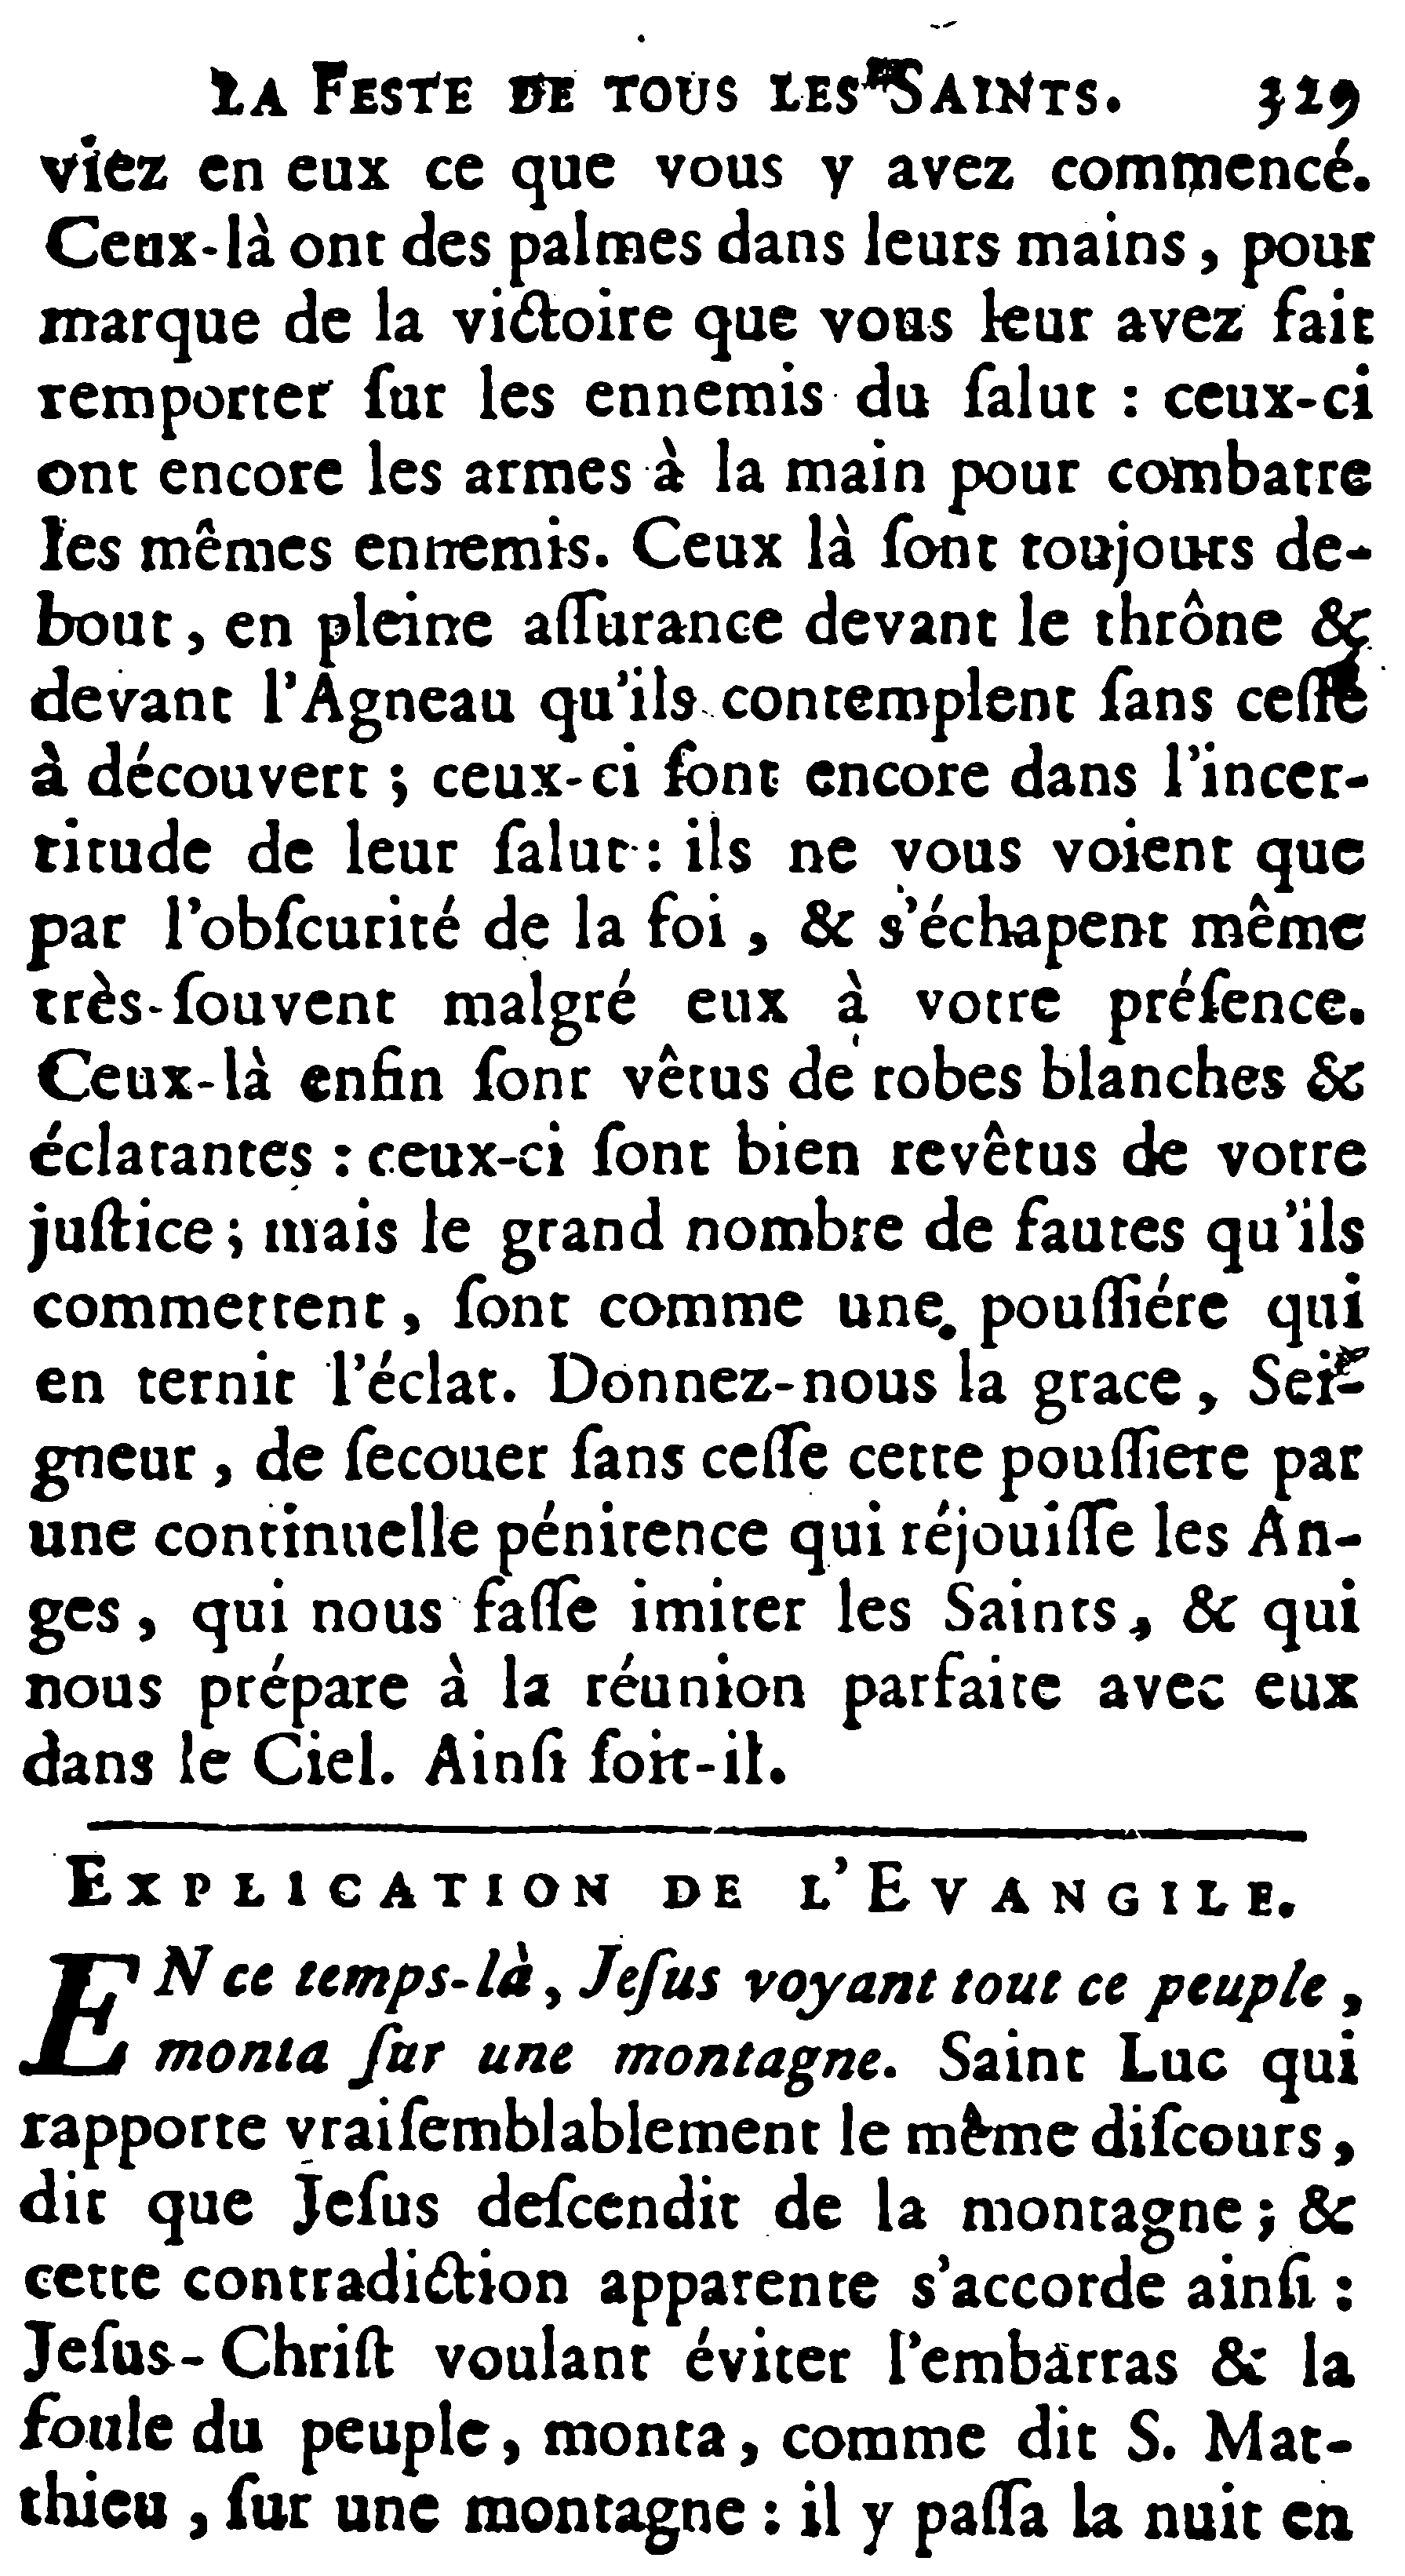 LA FESTE DE TOUS LES SAINTS. 329
viez en eux ce que vous y avez commencé.
Ceux-là ont des palmes dans leurs mains, pour
marque de la victoire que vous leur avez fait
remporter ſur les ennemis du ſalut : ceux-ci
ont encore les armes à la main pour combatre
les mêmes ennemis. Ceux là ſont toujours de-
bout, en pleine aſſurance devant le thrône &
devant l'Agneau qu'ils contemplent ſans ceſſe
à découvert ; ceux-ci ſont encore dans l'incer-
titude de leur ſalut : ils ne vous voient que
par l'obſcurité de la foi, & s'échapent même
très-ſouvent malgré eux à votre préſence.
Ceux-là enfin ſont vêtus de robes blanches &
éclatantes : ceux-ci ſont bien revêtus de votre
juſtice ; mais le grand nombre de fautes qu'ils
commettent, ſont comme une pouſſiére qui
en ternit l'éclat. Donnez-nous la grace, Sei-
gneur, de ſecouer ſans ceſſe cette pouſſiere par
une continuelle pénitence qui réjouiſſe les An-
ges, qui nous faſſe imiter les Saints, & qui
nous prépare à la réunion parfaite avec eux
dans le Ciel. Ainſi ſoit-il.
EXPLICATION DE L'EVANGILE.
EN ce temps-là, Jeſus voyant tout ce peuple,
monta ſur une montagne. Saint Luc qui
rapporte vraiſemblablement le même diſcours,
dit que Jeſus deſcendit de la montagne ; &
cette contradiction apparente s'accorde ainſi :
Jeſus-Chriſt voulant éviter l'embarras & la
foule du peuple, monta, comme dit S. Mat-
thieu, ſur une montagne : il y paſſa la nuit en